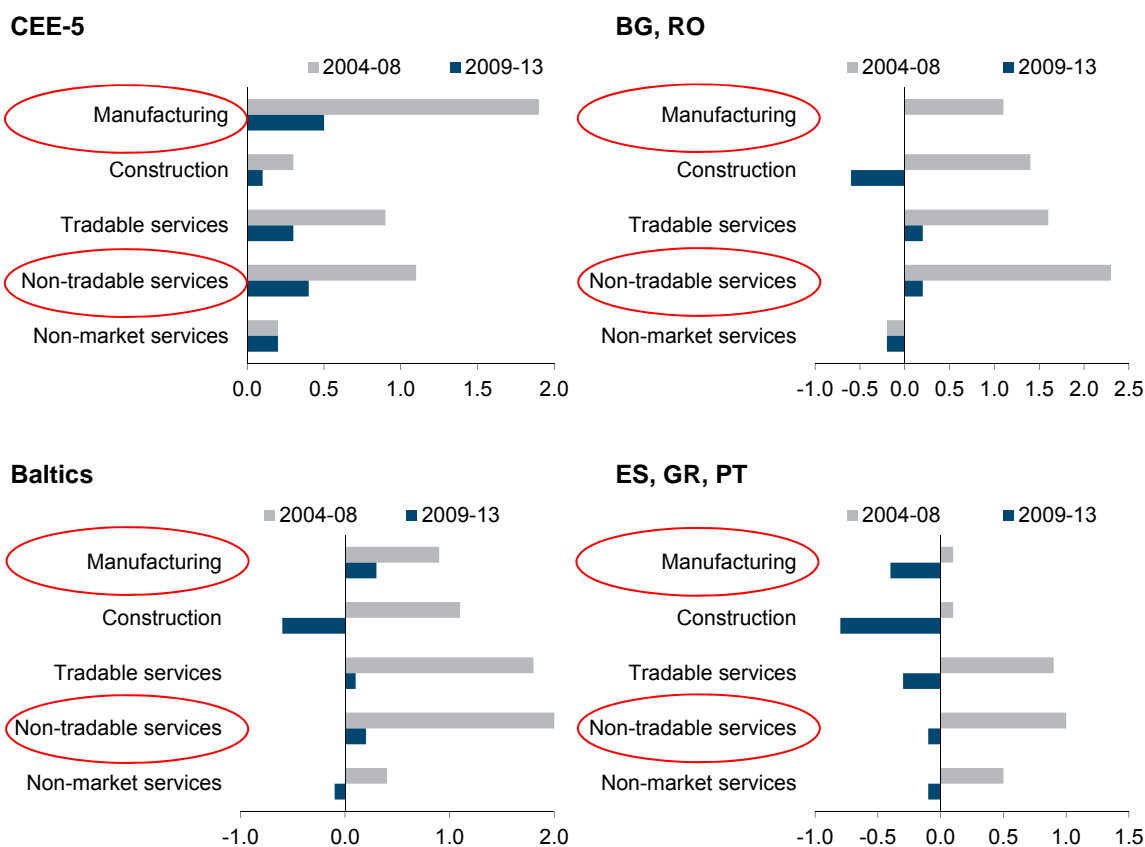 CEE-5
2004-08 2009-13
Manufacturing
Construction
Tradable services
Non-tradable services
Non-market services
0.0 0.5 1.0 1.5 2.0
BG, RO
2004-08 2009-13
Manufacturing
Construction
Tradable services
Non-tradable services
Non-market services
-1.0 -0.5 0.0 0.5 1.0 1.5 2.0 2.5
Baltics
2004-08 2009-13
Manufacturing
Construction
Tradable services
Non-tradable services
Non-market services
-1.0 0.0 1.0 2.0
ES, GR, PT
2004-08 2009-13
Manufacturing
Construction
Tradable services
Non-tradable services
Non-market services
-1.0 -0.5 0.0 0.5 1.0 1.5